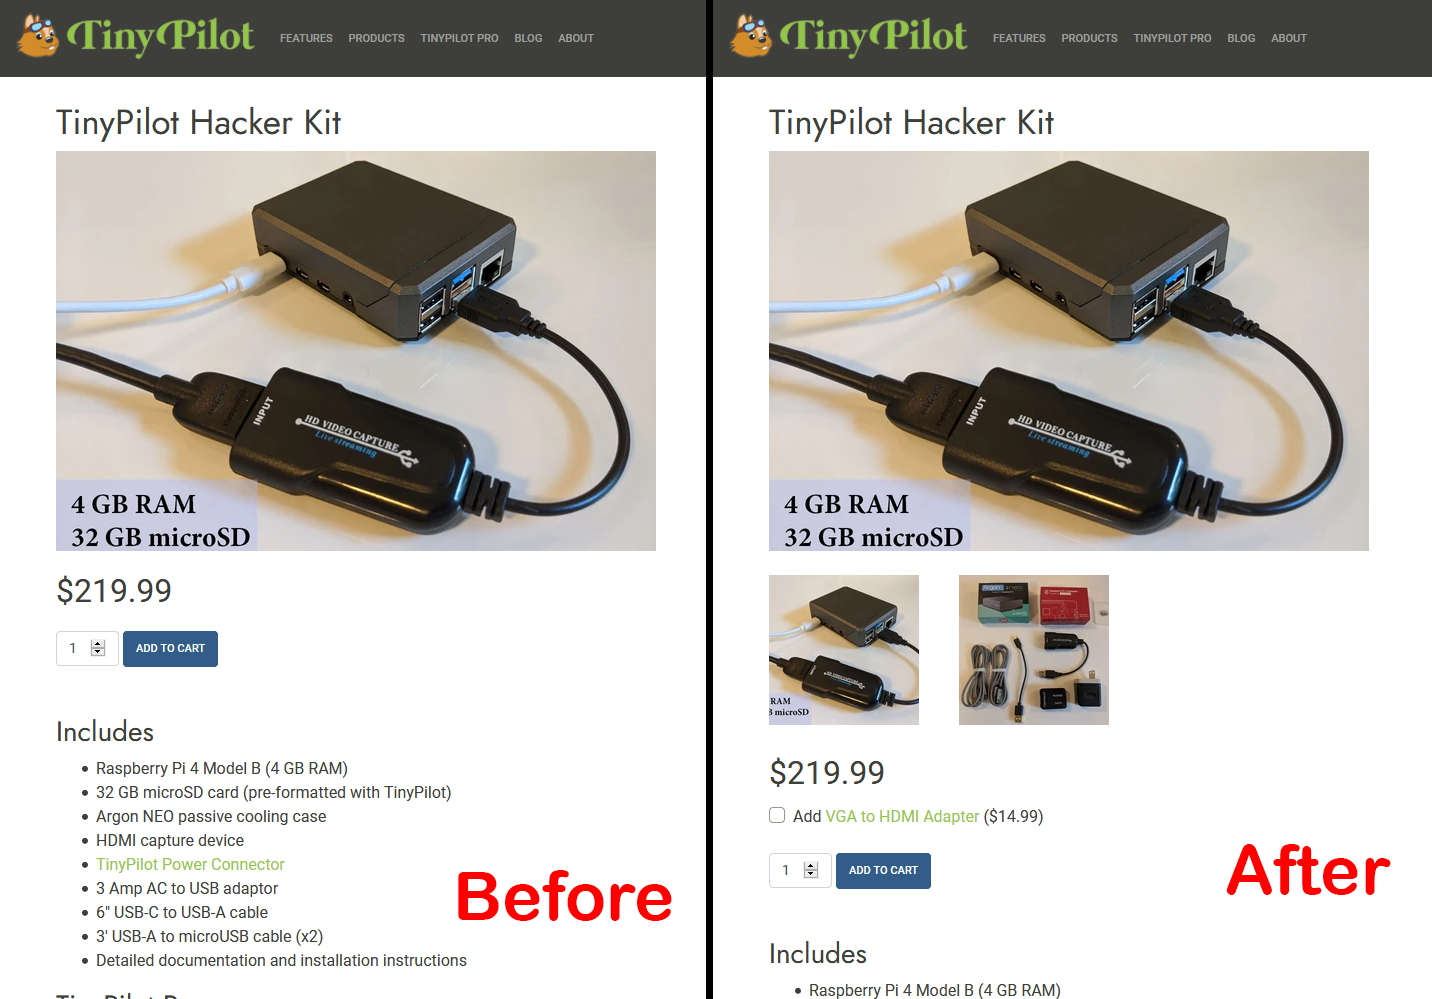 TinyPilot
FEATURES PRODUCTS TINYPILOT PRO BLOG ABOUT
TinyPilot Hacker Kit
INPUT
HD VIDEO CAPTURE
Live streaming
4 GB RAM
32 GB microSD
$219.99
1 ADD TO CART
Includes
Raspberry Pi 4 Model B (4 GB RAM)
32 GB microSD card (pre-formatted with TinyPilot)
Argon NEO passive cooling case
HDMI capture device
TinyPilot Power Connector
3 Amp AC to USB adaptor
6" USB-C to USB-A cable
3' USB-A to microUSB cable (x2)
Detailed documentation and installation instructions
Before
TinyPilot
FEATURES PRODUCTS TINYPILOT PRO BLOG ABOUT
TinyPilot Hacker Kit
INPUT
HD VIDEO CAPTURE
Live streaming
4 GB RAM
32 GB microSD
RAM
B microSD
$219.99
Add VGA to HDMI Adapter ($14.99)
1 ADD TO CART
After
Includes
Raspberry Pi 4 Model B (4 GB RAM)